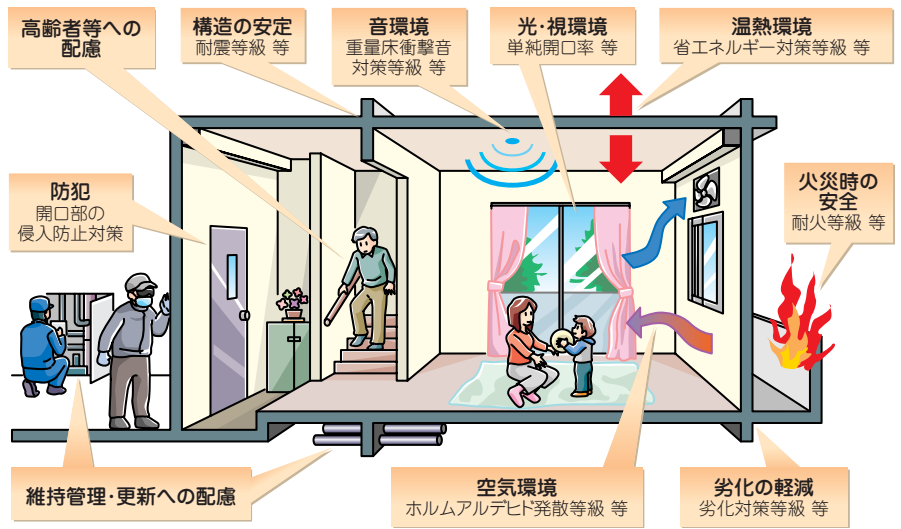 高齢者等への
配慮
構造の安定
耐震等級 等
音環境
重量床衝撃音
対策等級 等
光・視環境
単純開口率 等
温熱環境
省エネルギー対策等級 等
防犯
開口部の
侵入防止対策
火災時の
安全
耐火等級 等
維持管理・更新への配慮
空気環境
ホルムアルデヒド発散等級 等
劣化の軽減
劣化対策等級 等